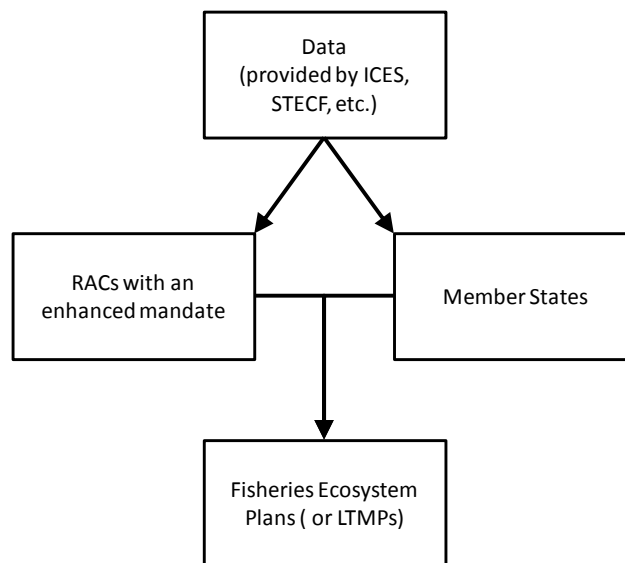 Data
(provided by ICES,
STECF, etc.)
RACs with an
enhanced mandate
Member States
Fisheries Ecosystem
Plans ( or LTMPs)